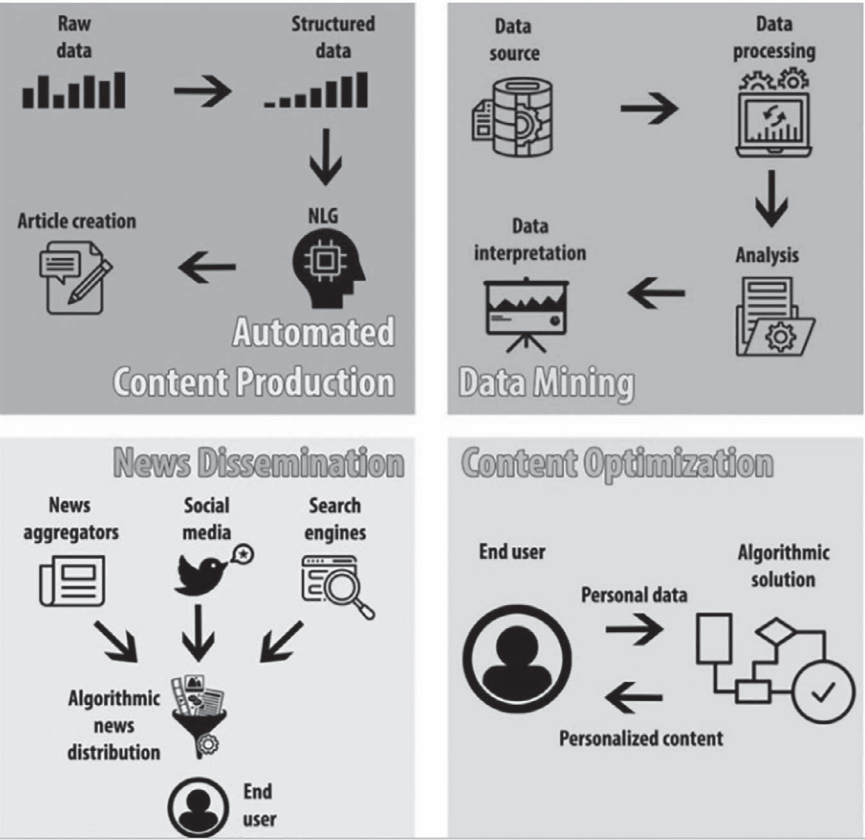 Raw
data
Structured
data
NLG
Article creation
Automated
Content Production
Data
source
Data
processing
Analysis
Data
interpretation
Data Mining
News Dissemination
News
aggregators
Social
media
Search
engines
Algorithmic
news
distribution
End
user
Content Optimization
End user
Algorithmic
solution
Personal data
Personalized content